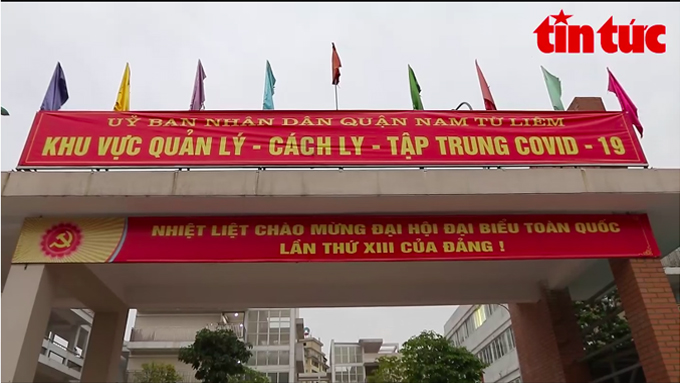 tin tức
UỶ BAN NHÂN DÂN QUẬN NAM TỪ LIÊM
KHU VỰC QUẢN LÝ - CÁCH LY - TẬP TRUNG COVID - 19
NHIỆT LIỆT CHÀO MỪNG ĐẠI HỘI ĐẠI BIỂU TOÀN QUỐC
LẦN THỨ XIII CỦA ĐẢNG !